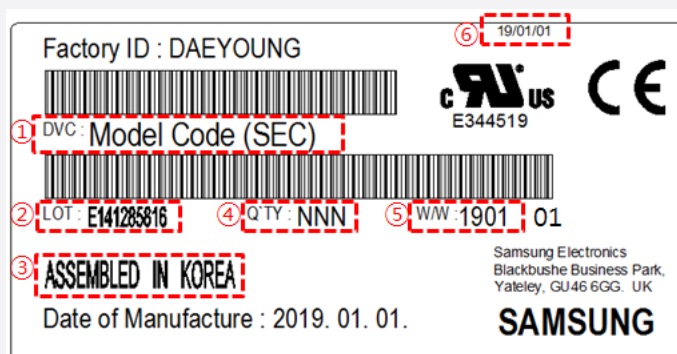 ⑥ 19/01/01
Factory ID : DAEYOUNG
c RU US CE
E344519
① DVC : Model Code (SEC)
② LOT : E141285816 ④ Q`TY : NNN ⑤ W/W : 1901 01
③ ASSEMBLED IN KOREA
Samsung Electronics
Blackbushe Business Park,
Yateley, GU46 6GG. UK
Date of Manufacture : 2019. 01. 01.
SAMSUNG